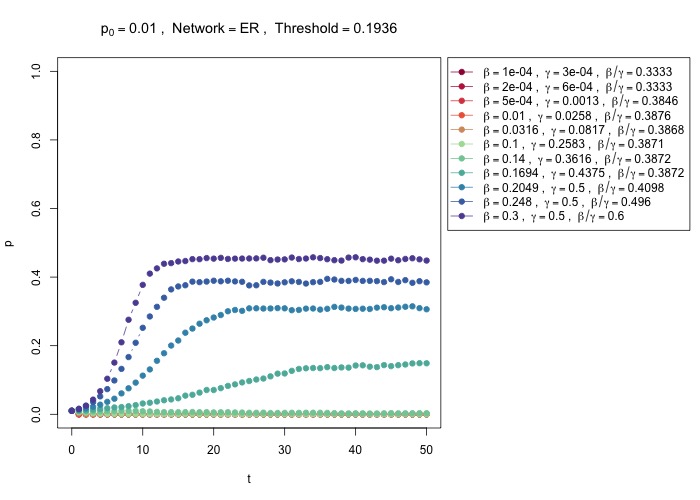 p₀ = 0.01 , Network = ER , Threshold = 0.1936
1.0
0.8
0.6
0.4
0.2
0.0
p
0 10 20 30 40 50
t
β = 1e-04 , γ = 3e-04 , β/γ = 0.3333
β = 2e-04 , γ = 6e-04 , β/γ = 0.3333
β = 5e-04 , γ = 0.0013 , β/γ = 0.3846
β = 0.01 , γ = 0.0258 , β/γ = 0.3876
β = 0.0316 , γ = 0.0817 , β/γ = 0.3868
β = 0.1 , γ = 0.2583 , β/γ = 0.3871
β = 0.14 , γ = 0.3616 , β/γ = 0.3872
β = 0.1694 , γ = 0.4375 , β/γ = 0.3872
β = 0.2049 , γ = 0.5 , β/γ = 0.4098
β = 0.248 , γ = 0.5 , β/γ = 0.496
β = 0.3 , γ = 0.5 , β/γ = 0.6